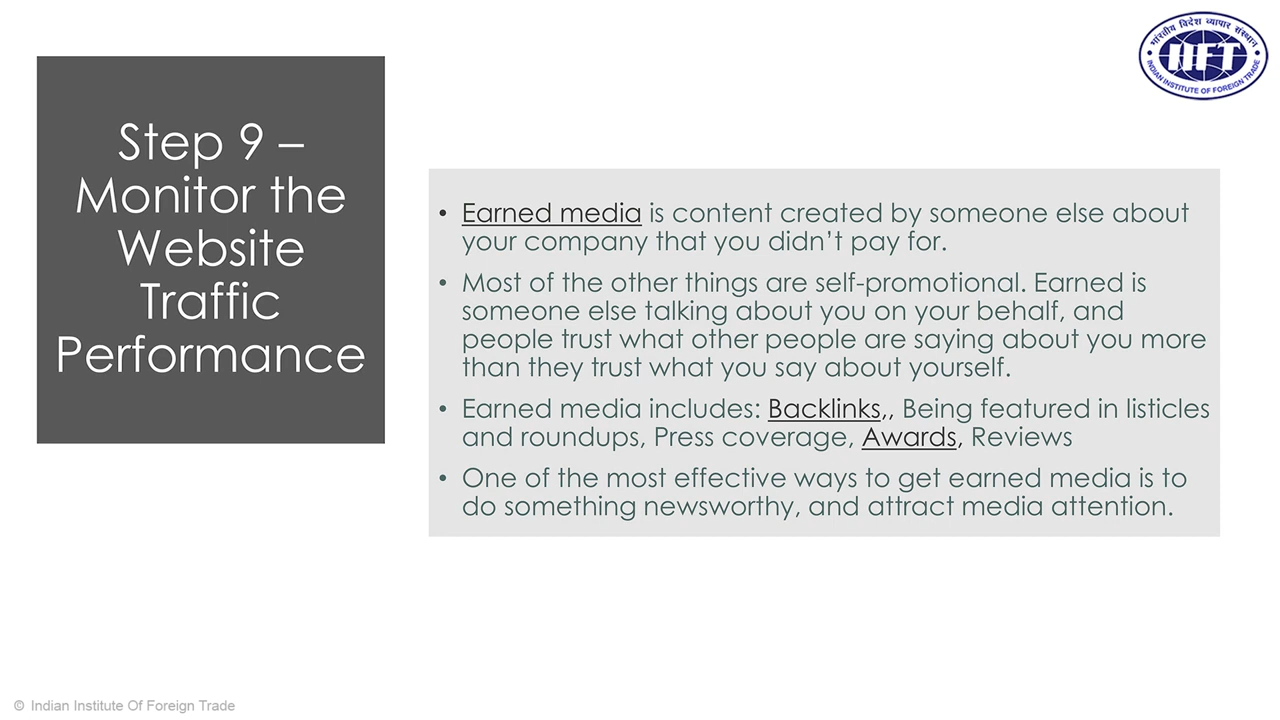 भारतीय विदेश व्यापार संस्थान
IIFT
INDIAN INSTITUTE OF FOREIGN TRADE
Step 9 –
Monitor the
Website
Traffic
Performance
• Earned media is content created by someone else about
your company that you didn’t pay for.
• Most of the other things are self-promotional. Earned is
someone else talking about you on your behalf, and
people trust what other people are saying about you more
than they trust what you say about yourself.
• Earned media includes: Backlinks,, Being featured in listicles
and roundups, Press coverage, Awards, Reviews
• One of the most effective ways to get earned media is to
do something newsworthy, and attract media attention.
© Indian Institute Of Foreign Trade